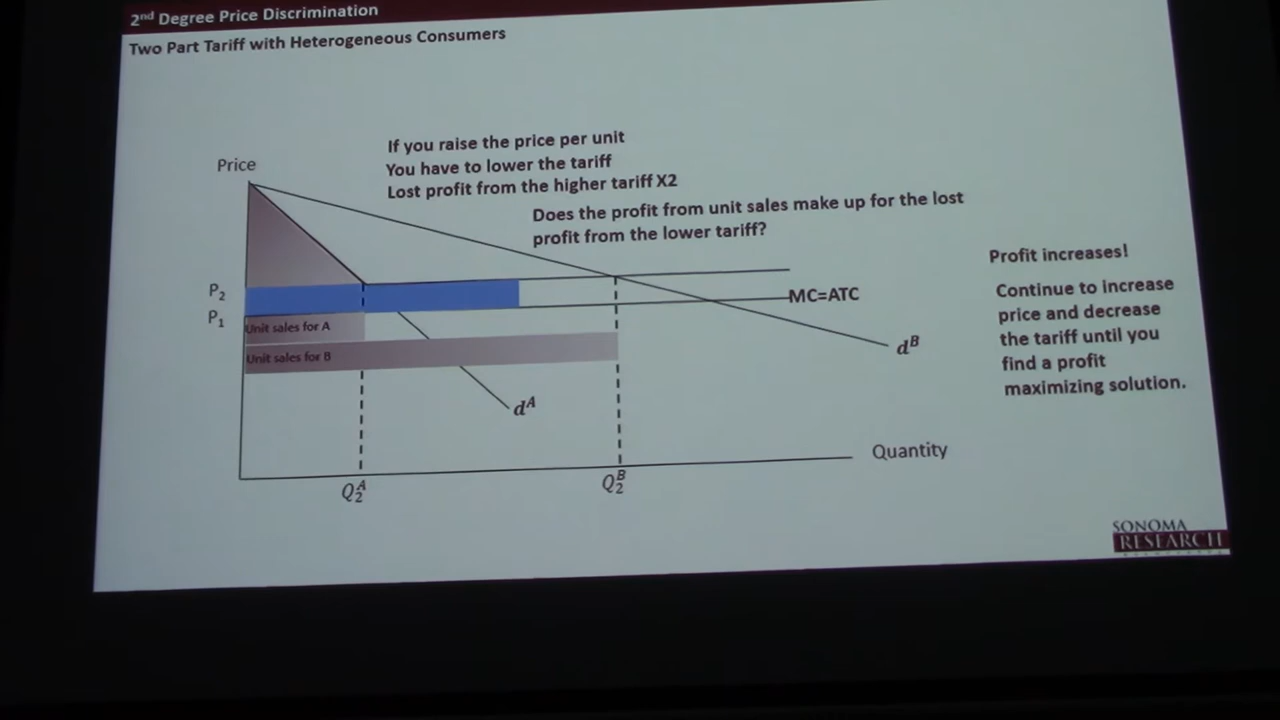 2nd Degree Price Discrimination
Two Part Tariff with Heterogeneous Consumers
If you raise the price per unit
You have to lower the tariff
Lost profit from the higher tariff X2
Does the profit from unit sales make up for the lost
profit from the lower tariff?
Price
Profit increases!
Continue to increase
price and decrease
the tariff until you
find a profit
maximizing solution.
P2
P1
MC=ATC
Unit sales for A
Unit sales for B
dB
dA
Quantity
Q2A
Q2B
SONOMA
RESEARCH